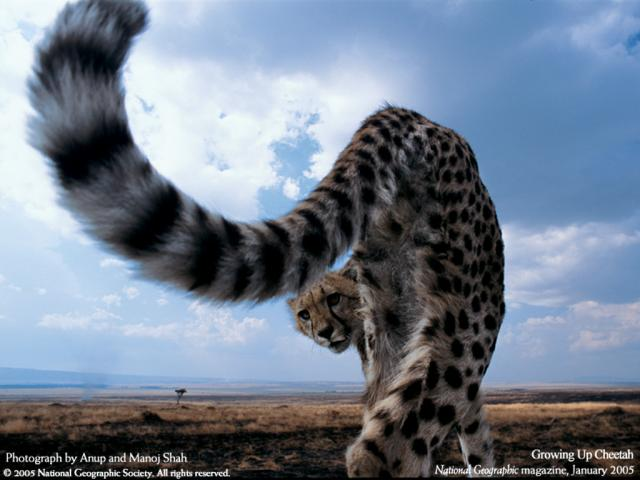 Photograph by Anup and Manoj Shah
© 2005 National Geographic Society. All rights reserved.
Growing Up Cheetah
National Geographic magazine, January 2005